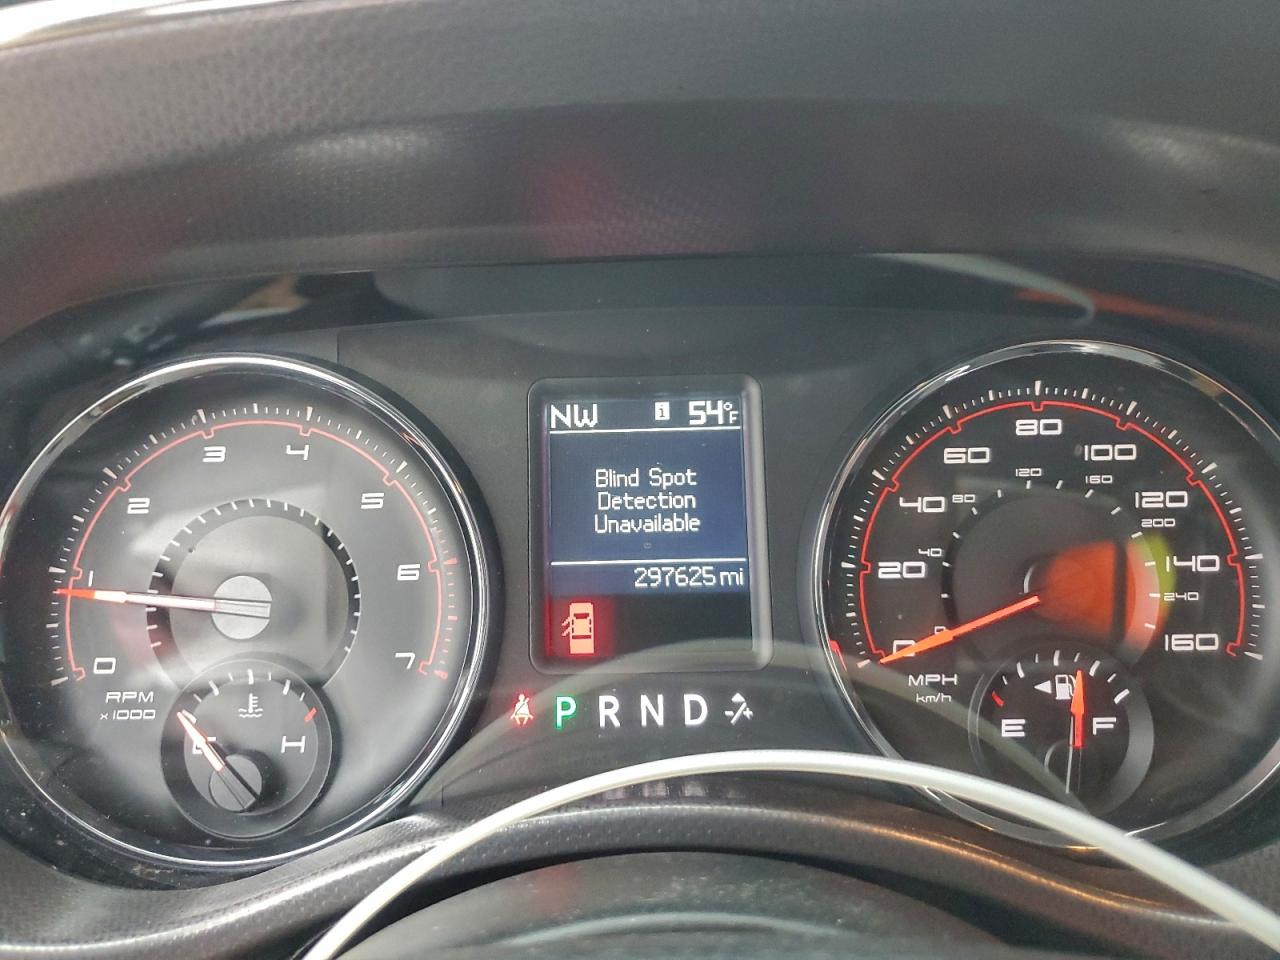 NW i 54°F
Blind Spot
Detection
Unavailable
297625 mi
0 1 2 3 4 5 6 7
RPM
x1000
C H
P R N D -/+
0 20 40 60 80 100 120 140 160
0 40 80 120 160 200 240
MPH
km/h
E F